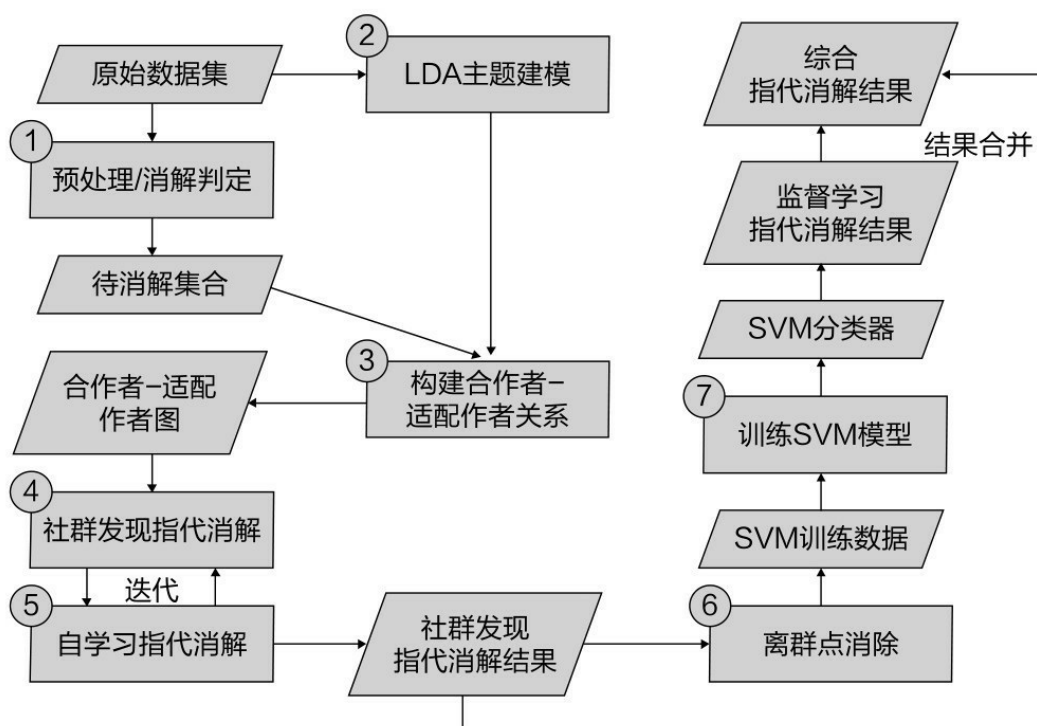 原始数据集
2
LDA主题建模
1
预处理/消解判定
待消解集合
3
构建合作者–
适配作者关系
合作者–适配
作者图
4
社群发现指代消解
迭代
5
自学习指代消解
社群发现
指代消解结果
6
离群点消除
SVM训练数据
7
训练SVM模型
SVM分类器
监督学习
指代消解结果
结果合并
综合
指代消解结果